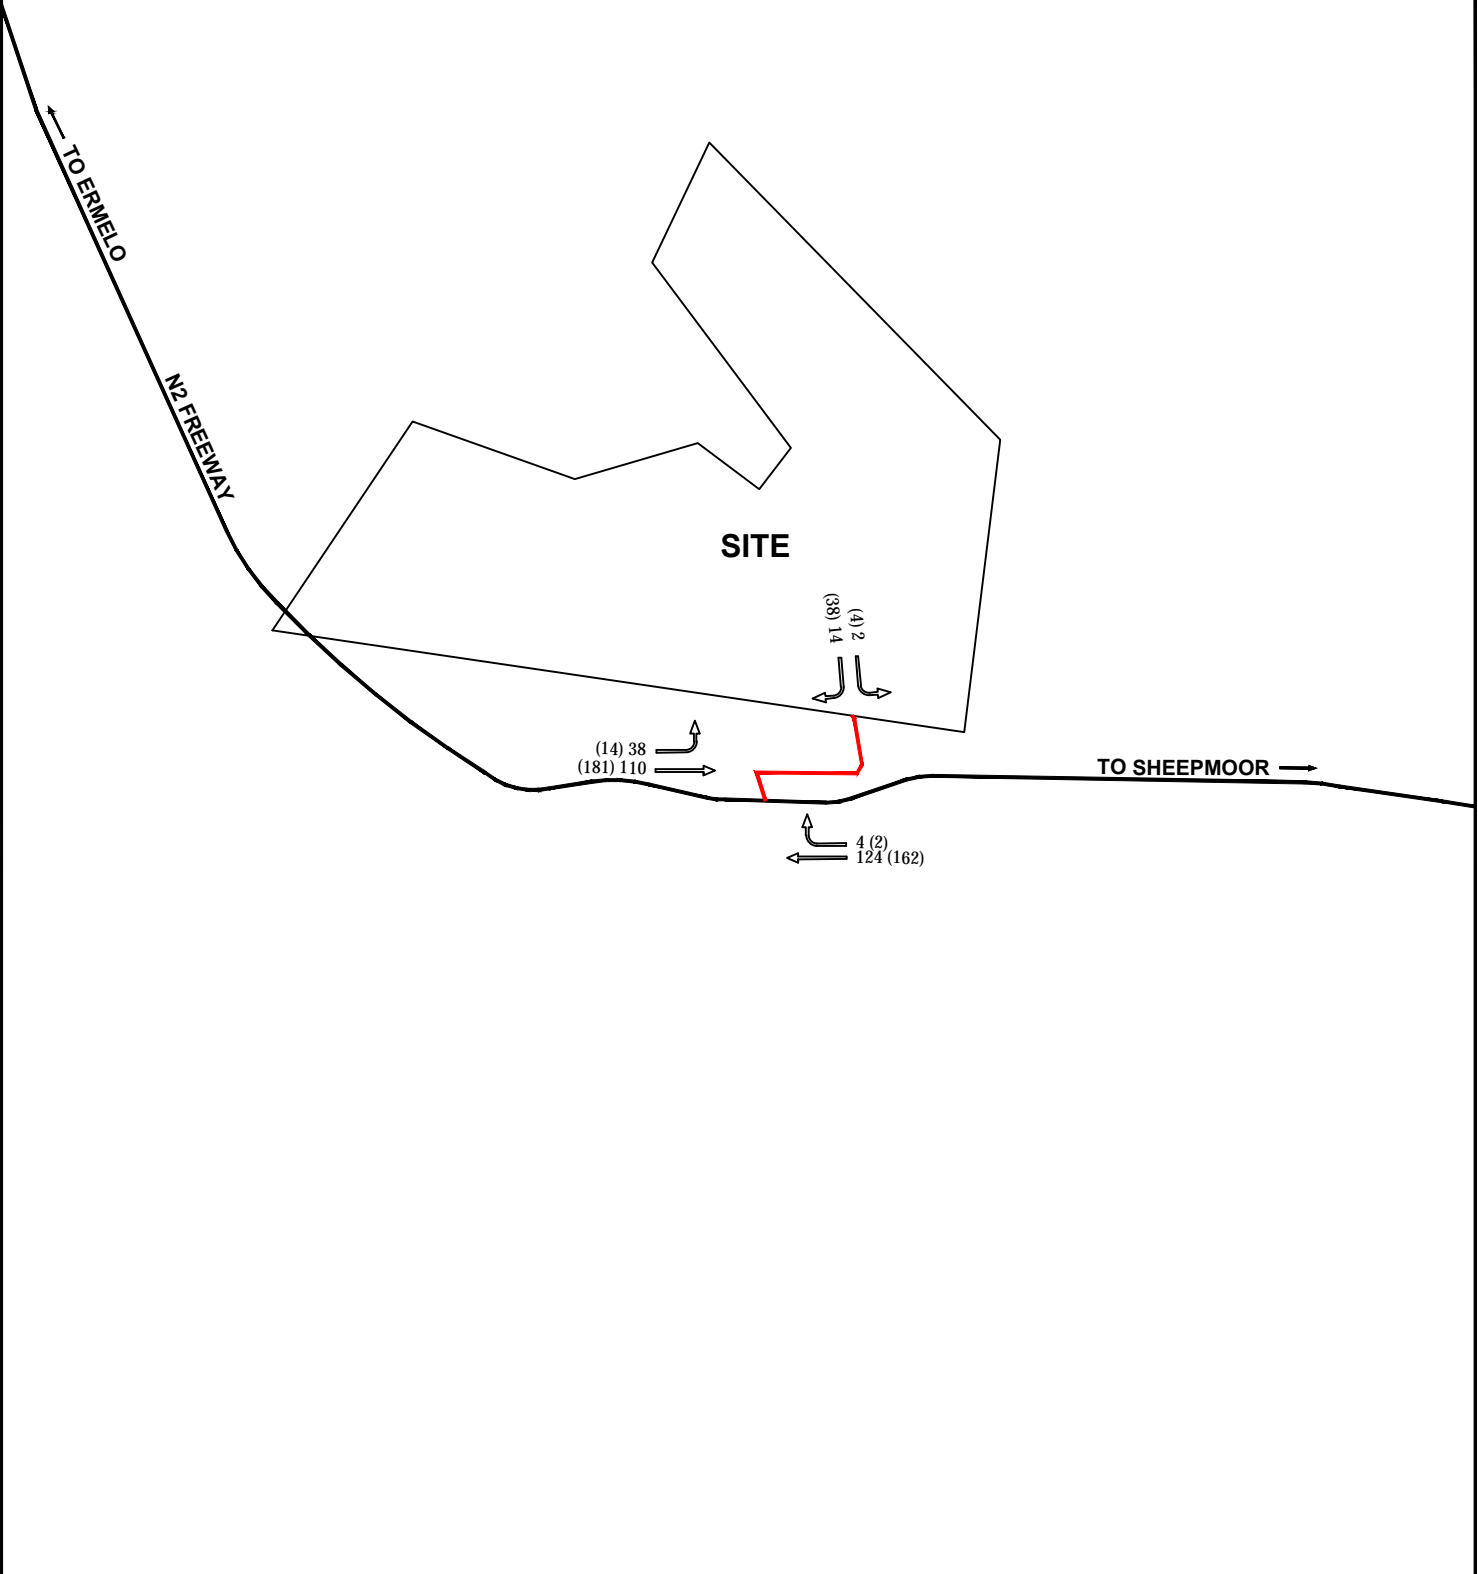 TO ERMELO
N2 FREEWAY
SITE
(38) 14
(4) 2
(14) 38
(181) 110
TO SHEEPMOOR
4 (2)
124 (162)